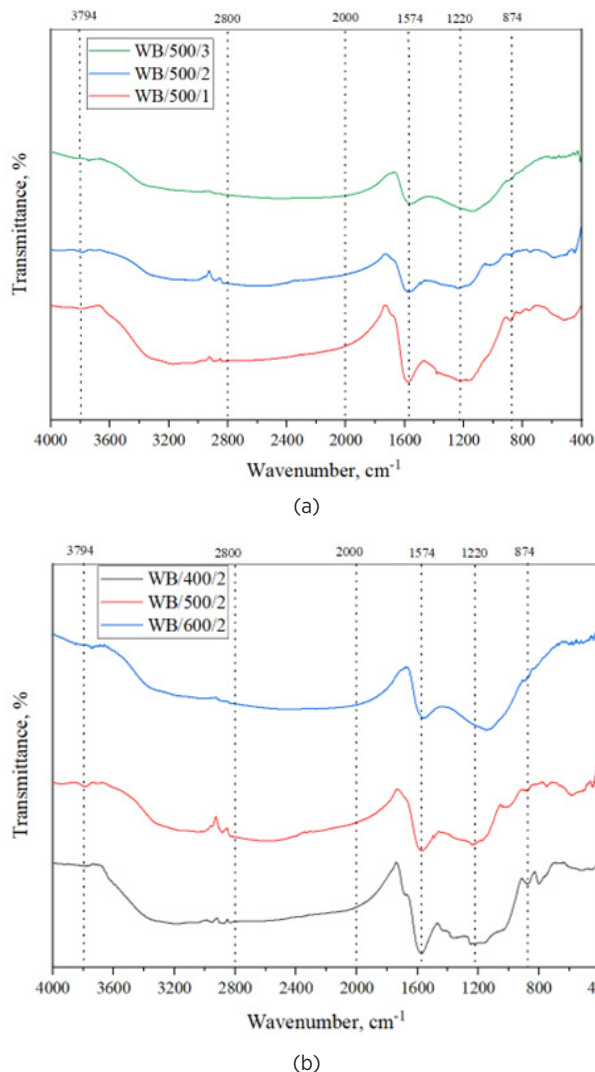 3794 2800 2000 1574 1220 874
WB/500/3
WB/500/2
WB/500/1
Transmittance, %
4000 3600 3200 2800 2400 2000 1600 1200 800 400
Wavenumber, cm-1
(a)
3794 2800 2000 1574 1220 874
WB/400/2
WB/500/2
WB/600/2
Transmittance, %
4000 3600 3200 2800 2400 2000 1600 1200 800 40
Wavenumber, cm-1
(b)